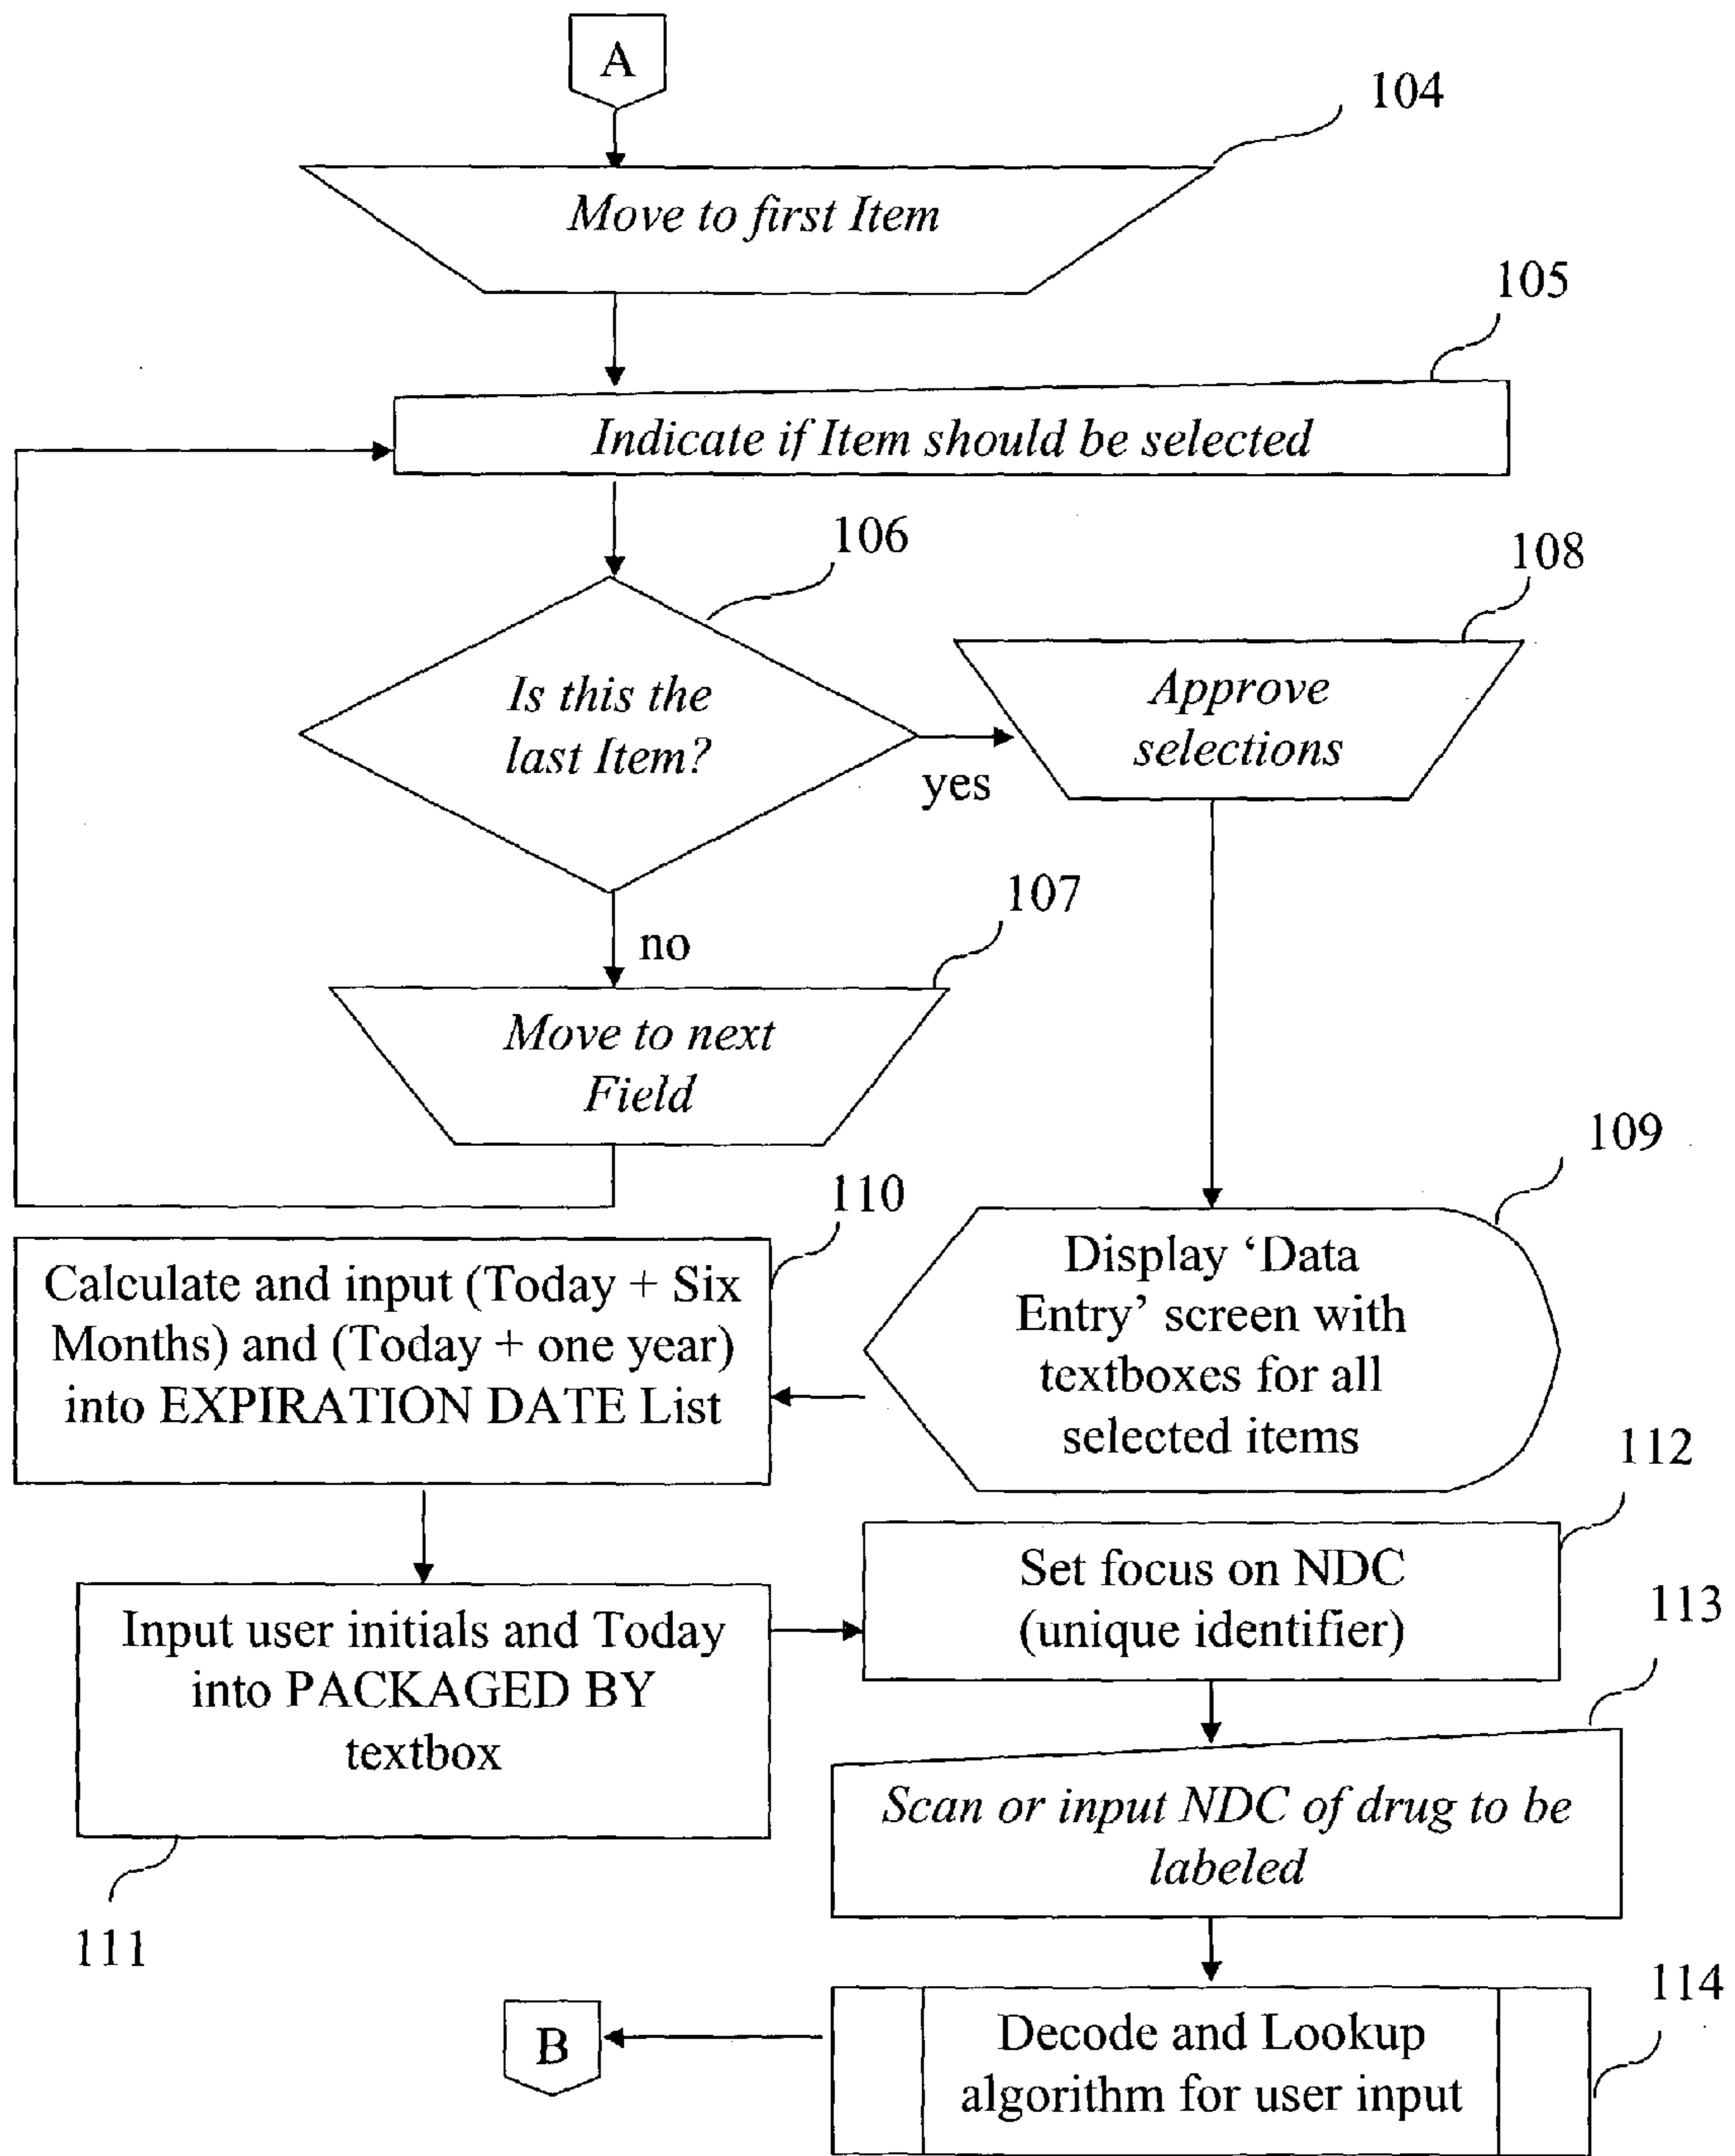 A
104
Move to first Item
105
Indicate if Item should be selected
106
108
Is this the
last Item?
yes
Approve
selections
no
107
Move to next
Field
109
110
Calculate and input (Today + Six
Months) and (Today + one year)
into EXPIRATION DATE List
Display ‘Data
Entry’ screen with
textboxes for all
selected items
112
Input user initials and Today
into PACKAGED BY
textbox
111
Set focus on NDC
(unique identifier)
113
Scan or input NDC of drug to be
labeled
114
Decode and Lookup
algorithm for user input
B